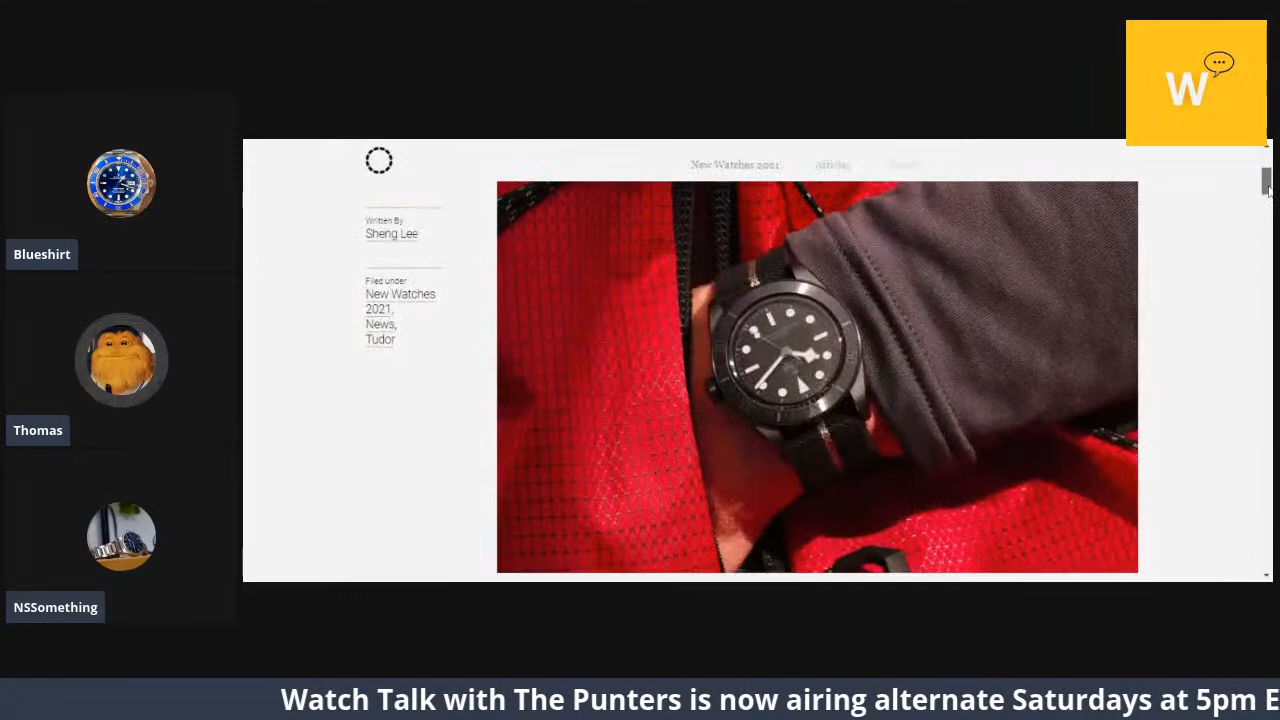 W
New Watches 2021
Articles
Written By
Sheng Lee
Filed under
New Watches
2021,
News,
Tudor
Blueshirt
Thomas
NSSomething
Watch Talk with The Punters is now airing alternate Saturdays at 5pm E